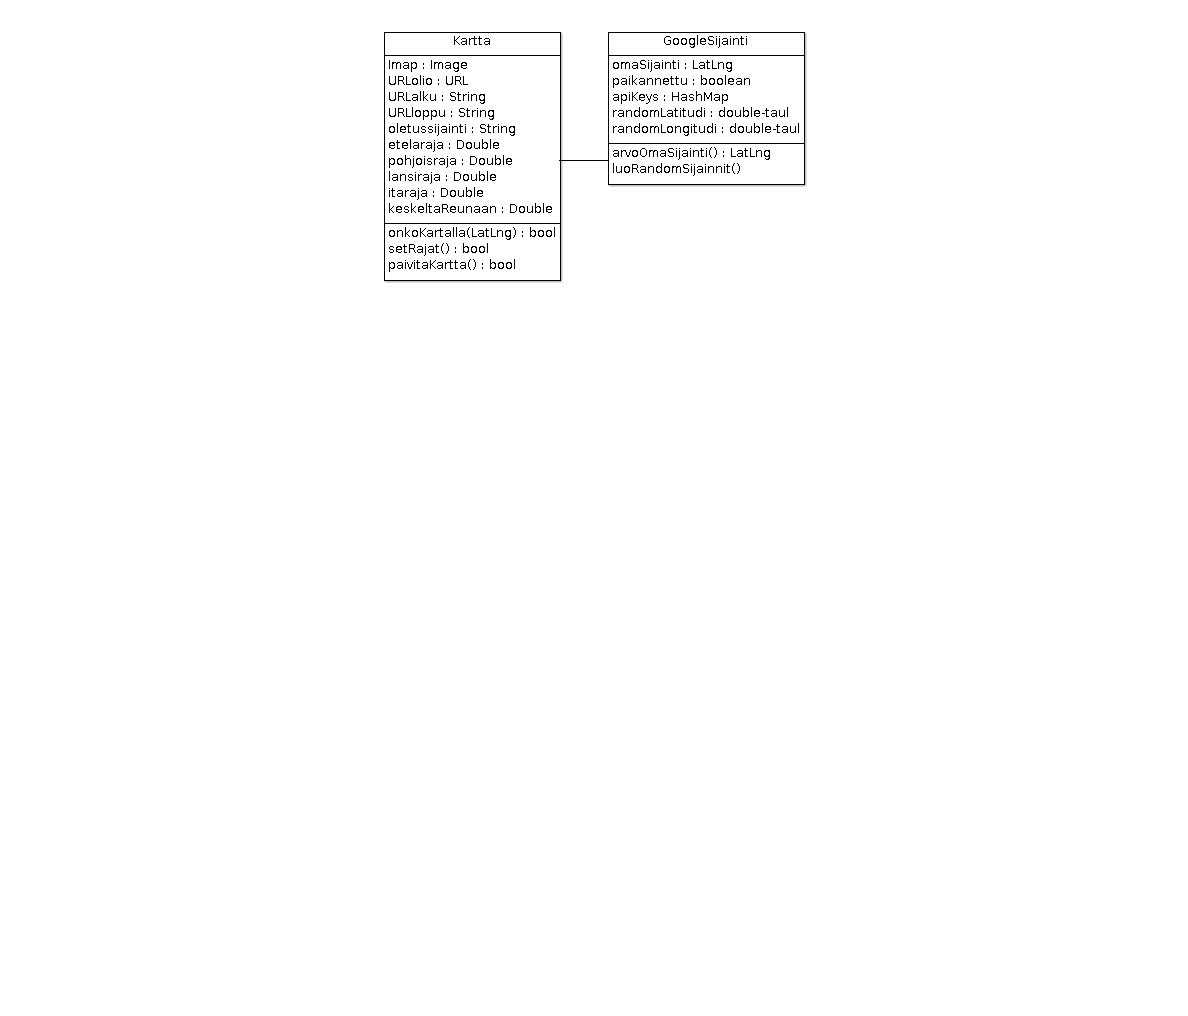 Kartta
Imap : Image
URLolio : URL
URLalku : String
URLloppu : String
oletussijainti : String
etelaraja : Double
pohjoisraja : Double
lansiraja : Double
itaraja : Double
keskeltaReunaan : Double
onkoKartalla(LatLng) : bool
setRajat() : bool
paivitaKartta() : bool
GoogleSijainti
omaSijainti : LatLng
paikannettu : boolean
apiKeys : HashMap
randomLatitudi : double-taul
randomLongitudi : double-taul
arvoOmaSijainti() : LatLng
luoRandomSijainnit()